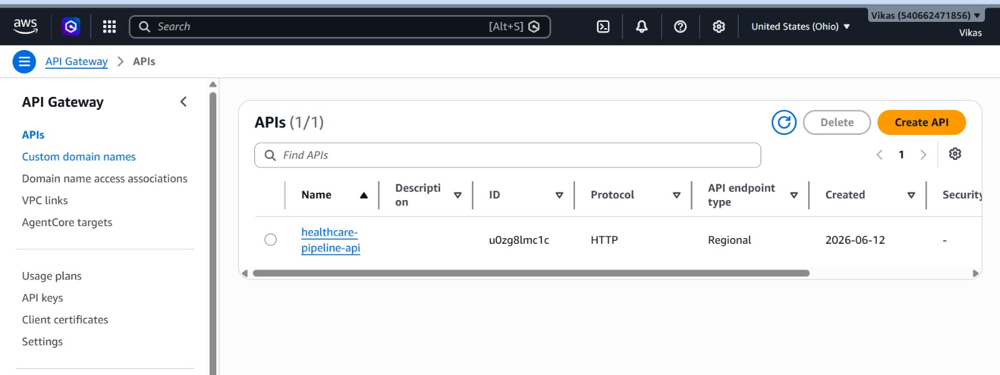 aws
Search
[Alt+S]
United States (Ohio) ▼
Vikas (540662471856) ▼
Vikas
API Gateway > APIs
API Gateway
APIs
Custom domain names
Domain name access associations
VPC links
AgentCore targets
Usage plans
API keys
Client certificates
Settings
APIs (1/1)
Delete
Create API
Find APIs
1
Name
Descripti
on
ID
Protocol
API endpoint
type
Created
Security
healthcare-
pipeline-api
u0zg8lmc1c
HTTP
Regional
2026-06-12
-